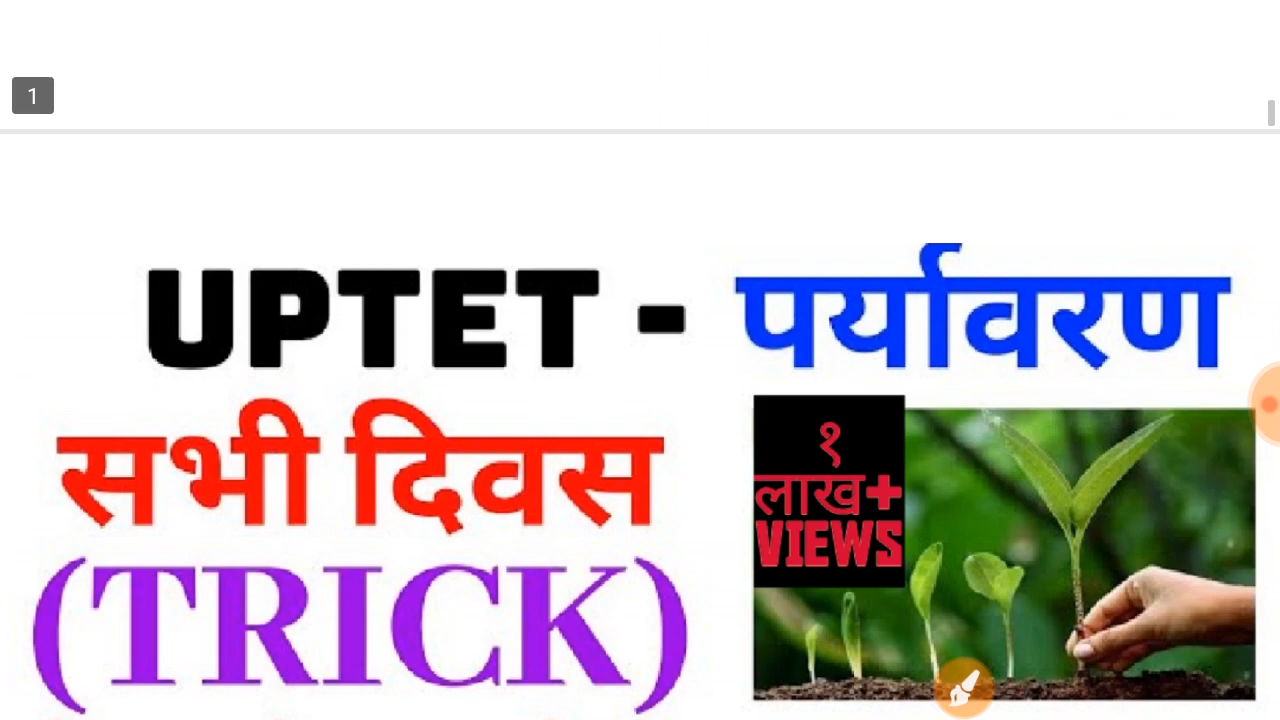 1
UPTET - पर्यावरण
सभी दिवस
(TRICK)
१
लाख+
VIEWS